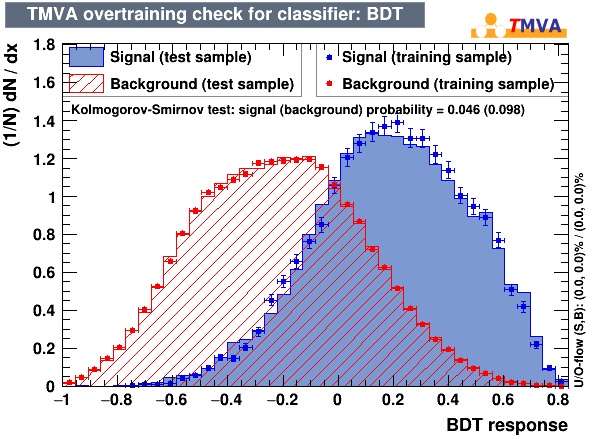 TMVA overtraining check for classifier: BDT
TMVA
(1/N) dN / dx
1.8
1.6
1.4
1.2
1
0.8
0.6
0.4
0.2
0
Signal (test sample)
Background (test sample)
Signal (training sample)
Background (training sample)
Kolmogorov-Smirnov test: signal (background) probability = 0.046 (0.098)
U/O-flow (S,B): (0.0, 0.0)% / (0.0, 0.0)%
−1 −0.8 −0.6 −0.4 −0.2 0 0.2 0.4 0.6 0.8
BDT response